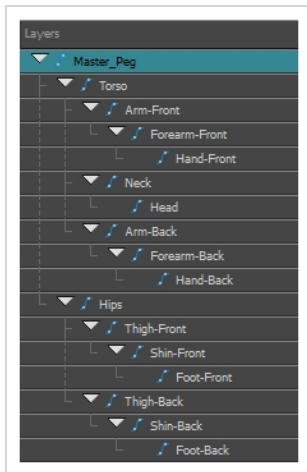 Layers
Master_Peg
Torso
Arm-Front
Forearm-Front
Hand-Front
Neck
Head
Arm-Back
Forearm-Back
Hand-Back
Hips
Thigh-Front
Shin-Front
Foot-Front
Thigh-Back
Shin-Back
Foot-Back